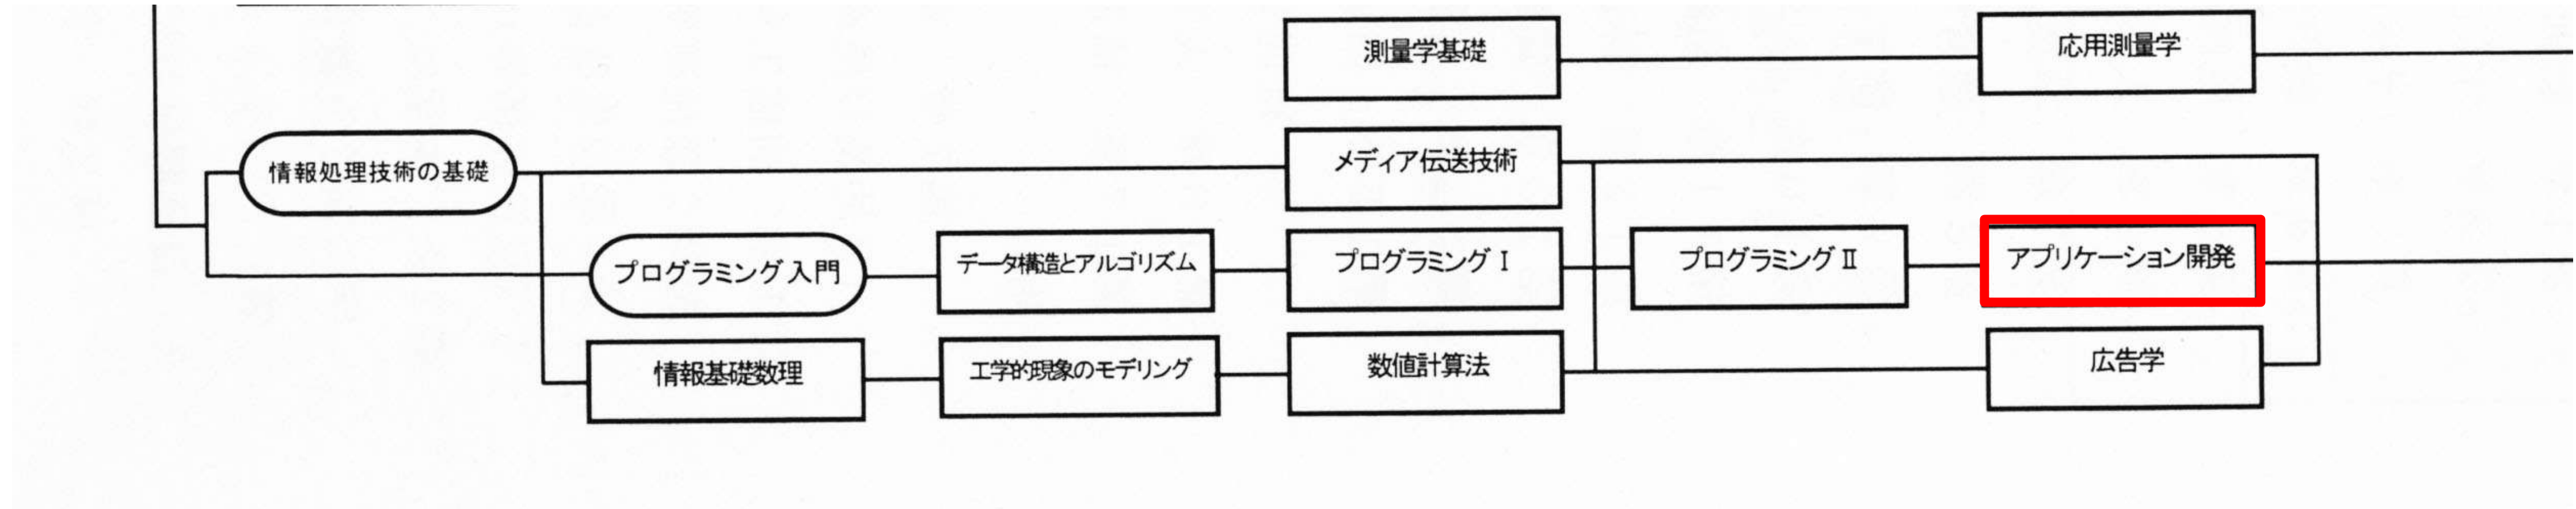 測量学基礎
応用測量学
情報処理技術の基礎
メディア伝送技術
プログラミング入門
データ構造とアルゴリズム
プログラミングⅠ
プログラミングⅡ
アプリケーション開発
情報基礎数理
工学的現象のモデリング
数値計算法
広告学